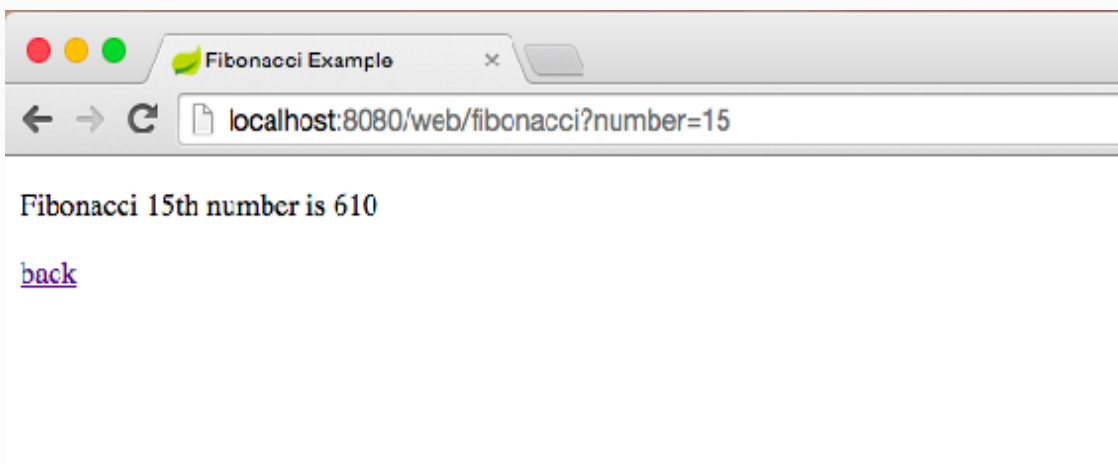 Fibonacci Example
localhost:8080/web/fibonacci?number=15
Fibonacci 15th number is 610
back